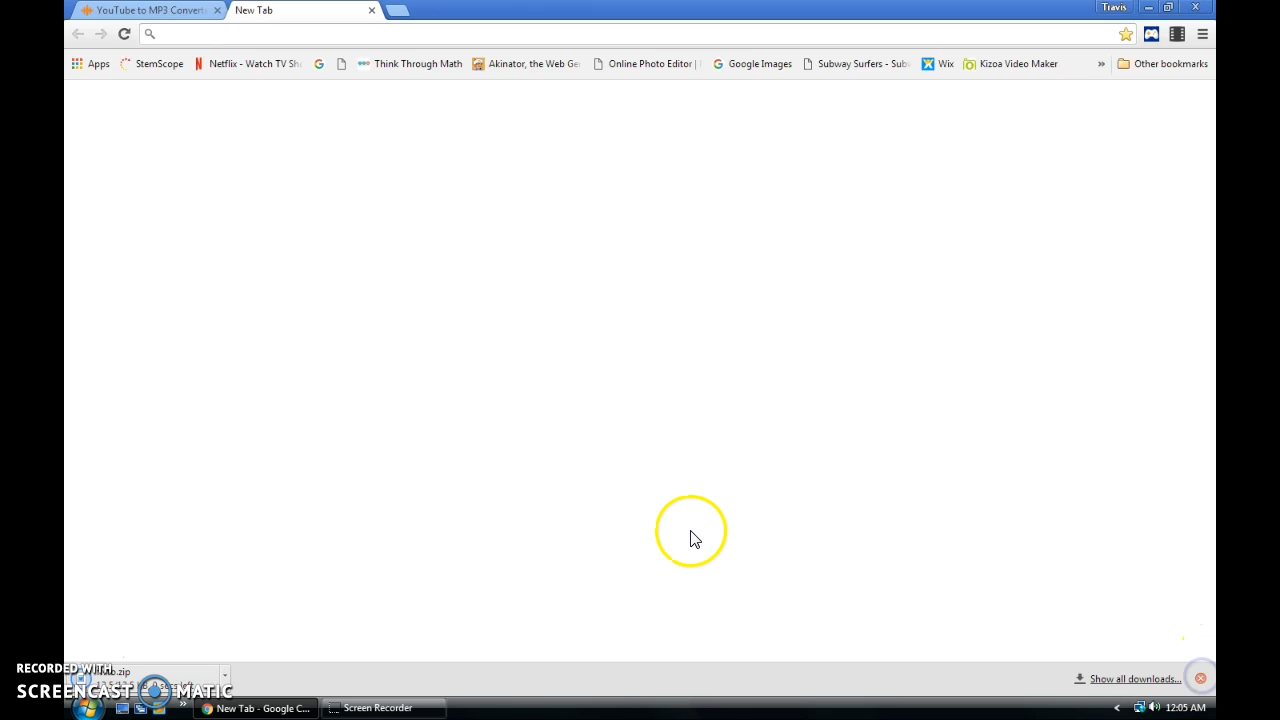 YouTube to MP3 Convert
New Tab
Travis
Apps
StemScope
Netflix - Watch TV Sh
Think Through Math
Akinator, the Web Ge
Online Photo Editor |
Google Images
Subway Surfers - Sub
Wix
Kizoa Video Maker
»
Other bookmarks
.zip
Show all downloads...
RECORDED WITH
SCREENCAST MATIC
New Tab - Google C...
Screen Recorder
12:05 AM